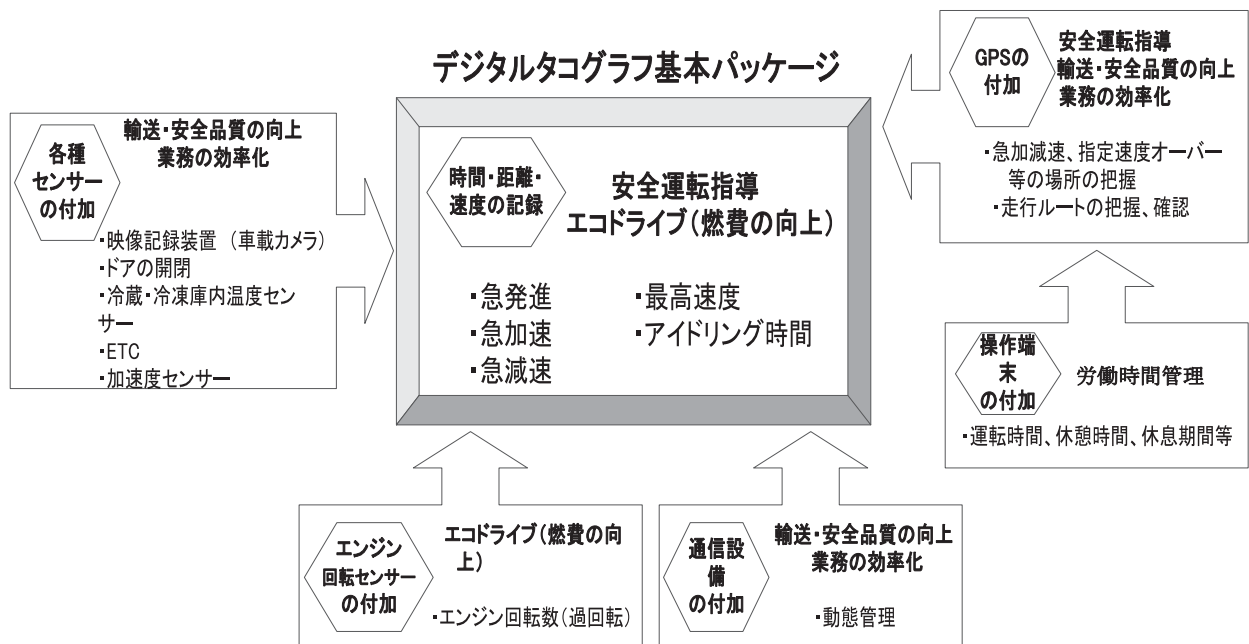 デジタルタコグラフ基本パッケージ
各種
センサー
の付加
輸送・安全品質の向上
業務の効率化
・映像記録装置 （車載カメラ）
・ドアの開閉
・冷蔵・冷凍庫内温度セン
サー
・ETC
・加速度センサー
時間・距離・
速度の記録
安全運転指導
エコドライブ（燃費の向上）
・急発進
・急加速
・急減速
・最高速度
・アイドリング時間
GPSの
付加
安全運転指導
輸送・安全品質の向上
業務の効率化
・急加減速、指定速度オーバー
等の場所の把握
・走行ルートの把握、確認
操作端
末
の付加
労働時間管理
・運転時間、休憩時間、休息期間等
エンジン
回転センサー
の付加
エコドライブ（燃費の向
上）
・エンジン回転数（過回転）
通信設
備
の付加
輸送・安全品質の向上
業務の効率化
・動態管理